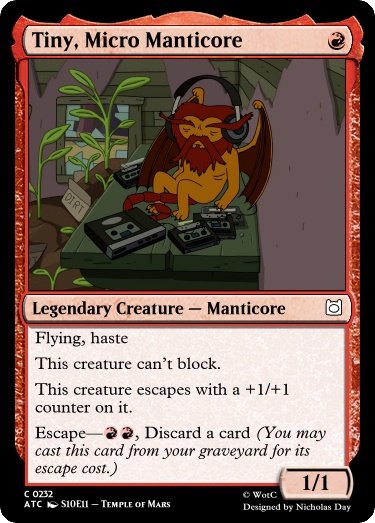 Tiny, Micro Manticore
DIRT
Legendary Creature — Manticore
Flying, haste
This creature can't block.
This creature escapes with a +1/+1
counter on it.
Escape—, Discard a card (You may
cast this card from your graveyard for its
escape cost.)
1/1
C 0232
ATC S10E11 – Temple of Mars
© WotC
Designed by Nicholas Day